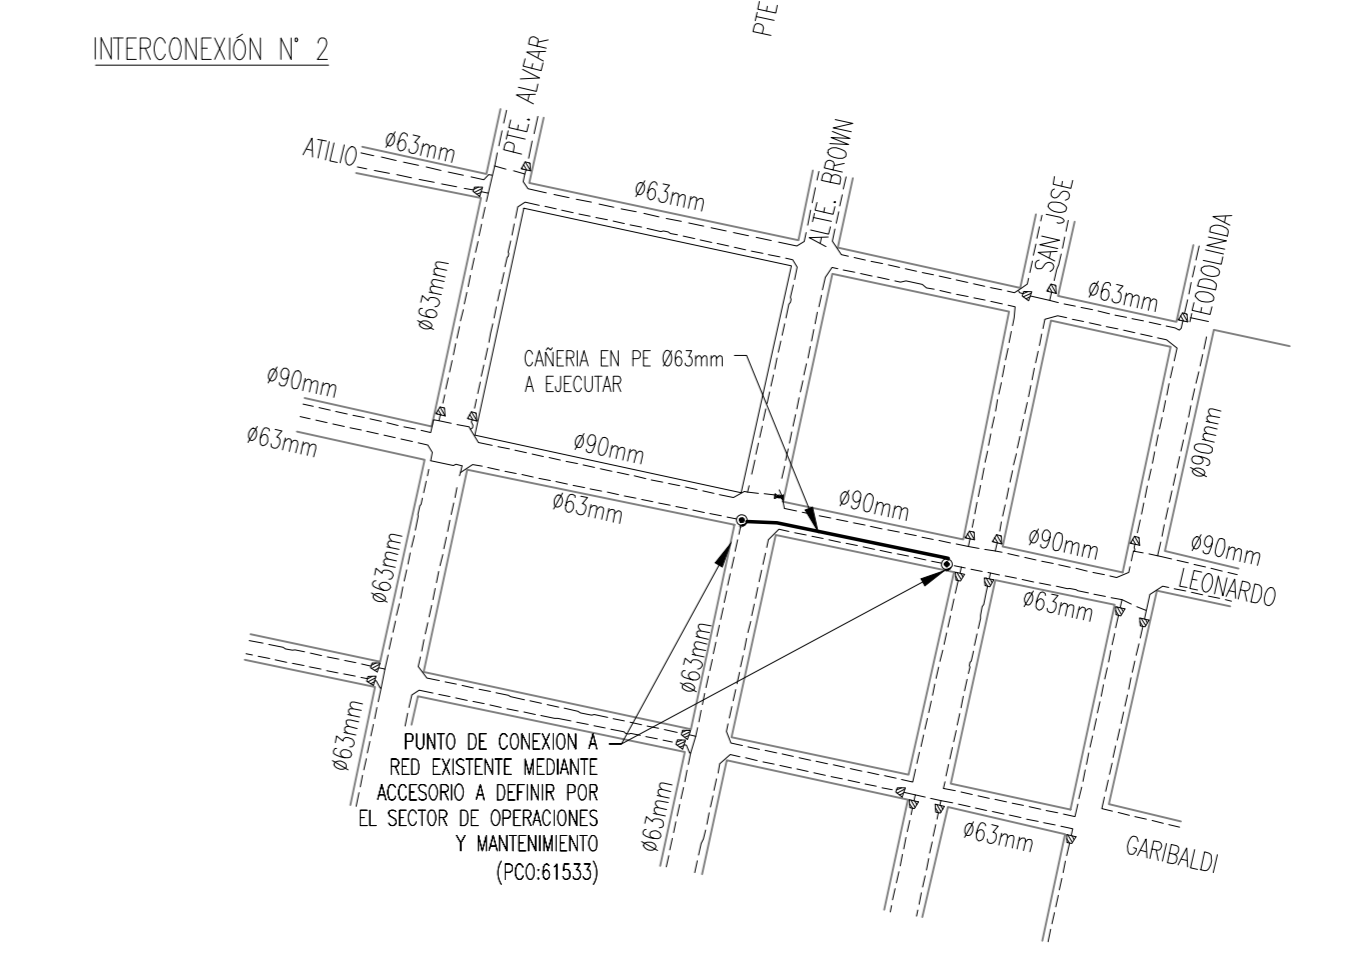 PTE
INTERCONEXIÓN N° 2
PTE. ALVEAR
ATILIO
Ø63mm
Ø63mm
ALTE. BROWN
SAN JOSE
EODOLINDA
Ø63mm
Ø63mm
CAÑERIA EN PE Ø63mm
A EJECUTAR
Ø90mm
Ø63mm
Ø90mm
Ø63mm
Ø90mm
Ø90mm
Ø90mm
Ø90mm
LEONARDO
Ø63mm
Ø63mm
Ø63mm
Ø63mm
PUNTO DE CONEXION A
RED EXISTENTE MEDIANTE
ACCESORIO A DEFINIR POR
EL SECTOR DE OPERACIONES
Y MANTENIMIENTO
(PCO:61533)
Ø63mm
Ø63mm
GARIBALDI